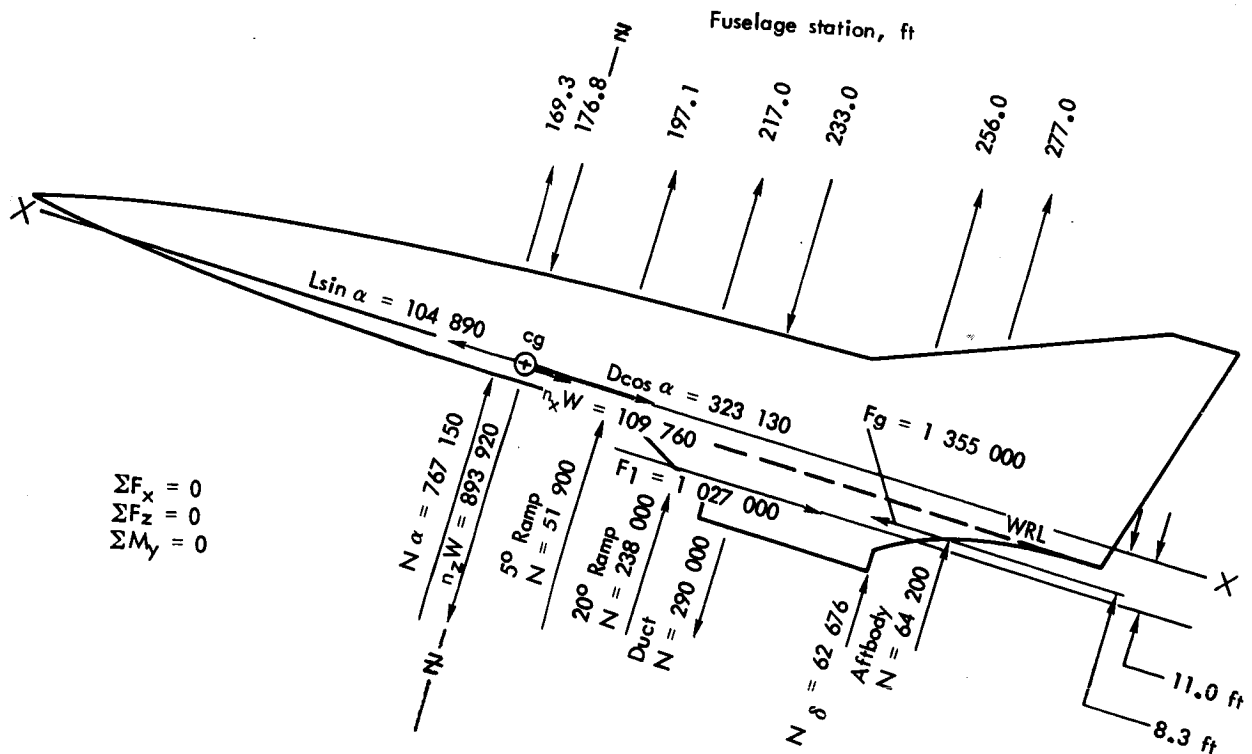 Fuselage station, ft
169.3
176.8
N
197.1
217.0
233.0
256.0
277.0
X
Lsin α = 104 890
cg
Dcos α = 323 130
nₓW = 109 760
Fg = 1 355 000
F1 = 1 027 000
WRL
X
ΣFₓ = 0
ΣF_z = 0
ΣM_y = 0
N α = 767 150
n_zW = 893 920
N
5° Ramp
N = 51 900
20° Ramp
N = 238 000
Duct
N = 290 000
N δ = 62 676
Aftbody
N = 64 200
11.0 ft
8.3 ft